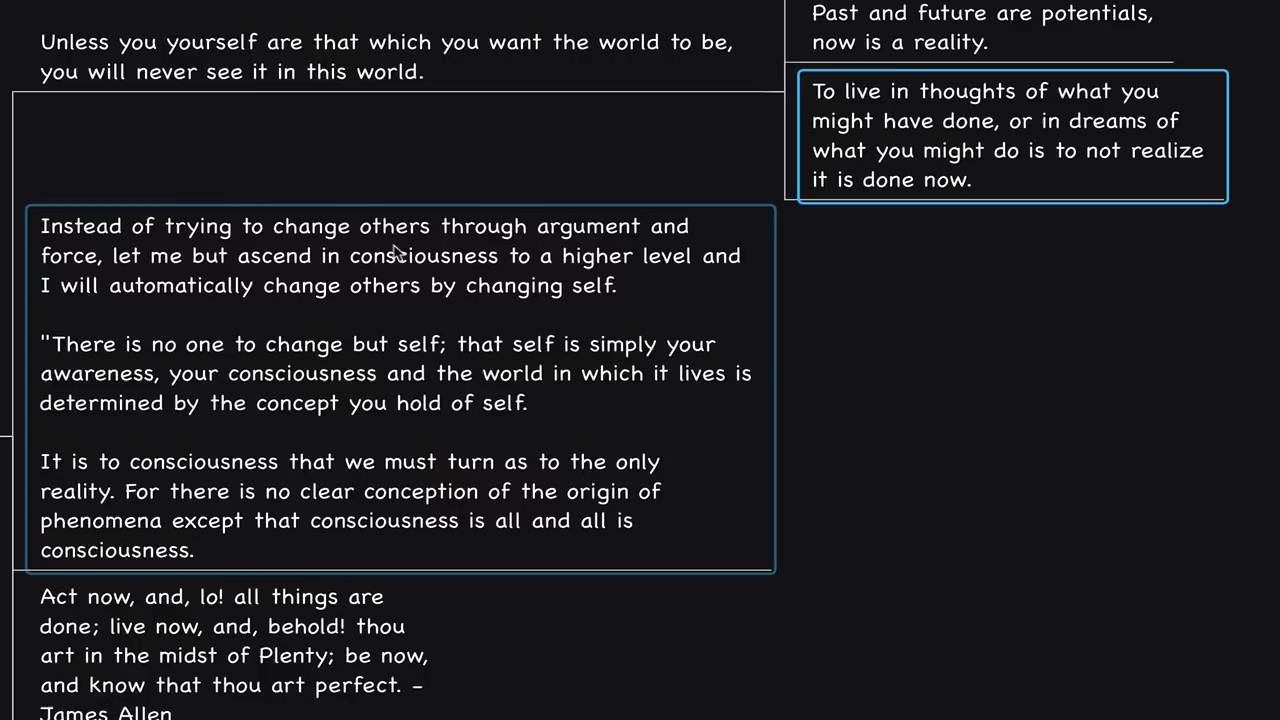 Unless you yourself are that which you want the world to be,
you will never see it in this world.
Instead of trying to change others through argument and
force, let me but ascend in consciousness to a higher level and
I will automatically change others by changing self.
"There is no one to change but self; that self is simply your
awareness, your consciousness and the world in which it lives is
determined by the concept you hold of self.
It is to consciousness that we must turn as to the only
reality. For there is no clear conception of the origin of
phenomena except that consciousness is all and all is
consciousness.
Act now, and, lo! all things are
done; live now, and, behold! thou
art in the midst of Plenty; be now,
and know that thou art perfect. –
James Allen
Past and future are potentials,
now is a reality.
To live in thoughts of what you
might have done, or in dreams of
what you might do is to not realize
it is done now.